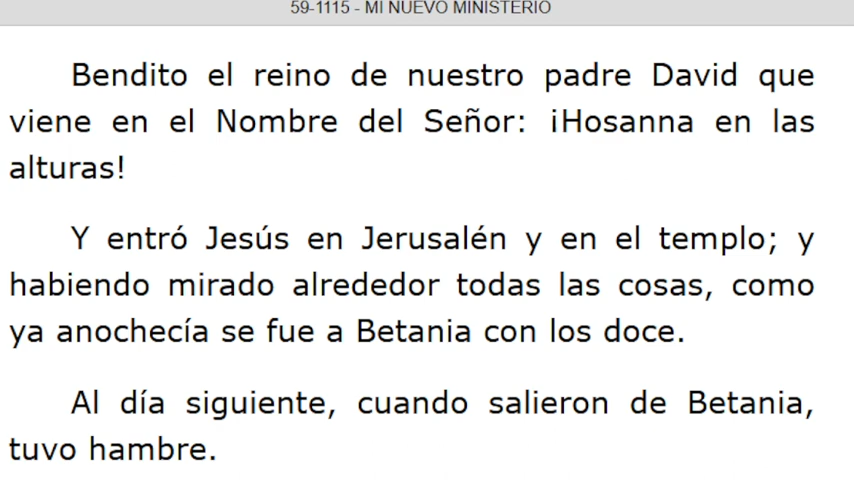 59-1115 - MI NUEVO MINISTERIO
Bendito el reino de nuestro padre David que
viene en el Nombre del Señor: ¡Hosanna en las
alturas!
Y entró Jesús en Jerusalén y en el templo; y
habiendo mirado alrededor todas las cosas, como
ya anochecía se fue a Betania con los doce.
Al día siguiente, cuando salieron de Betania,
tuvo hambre.